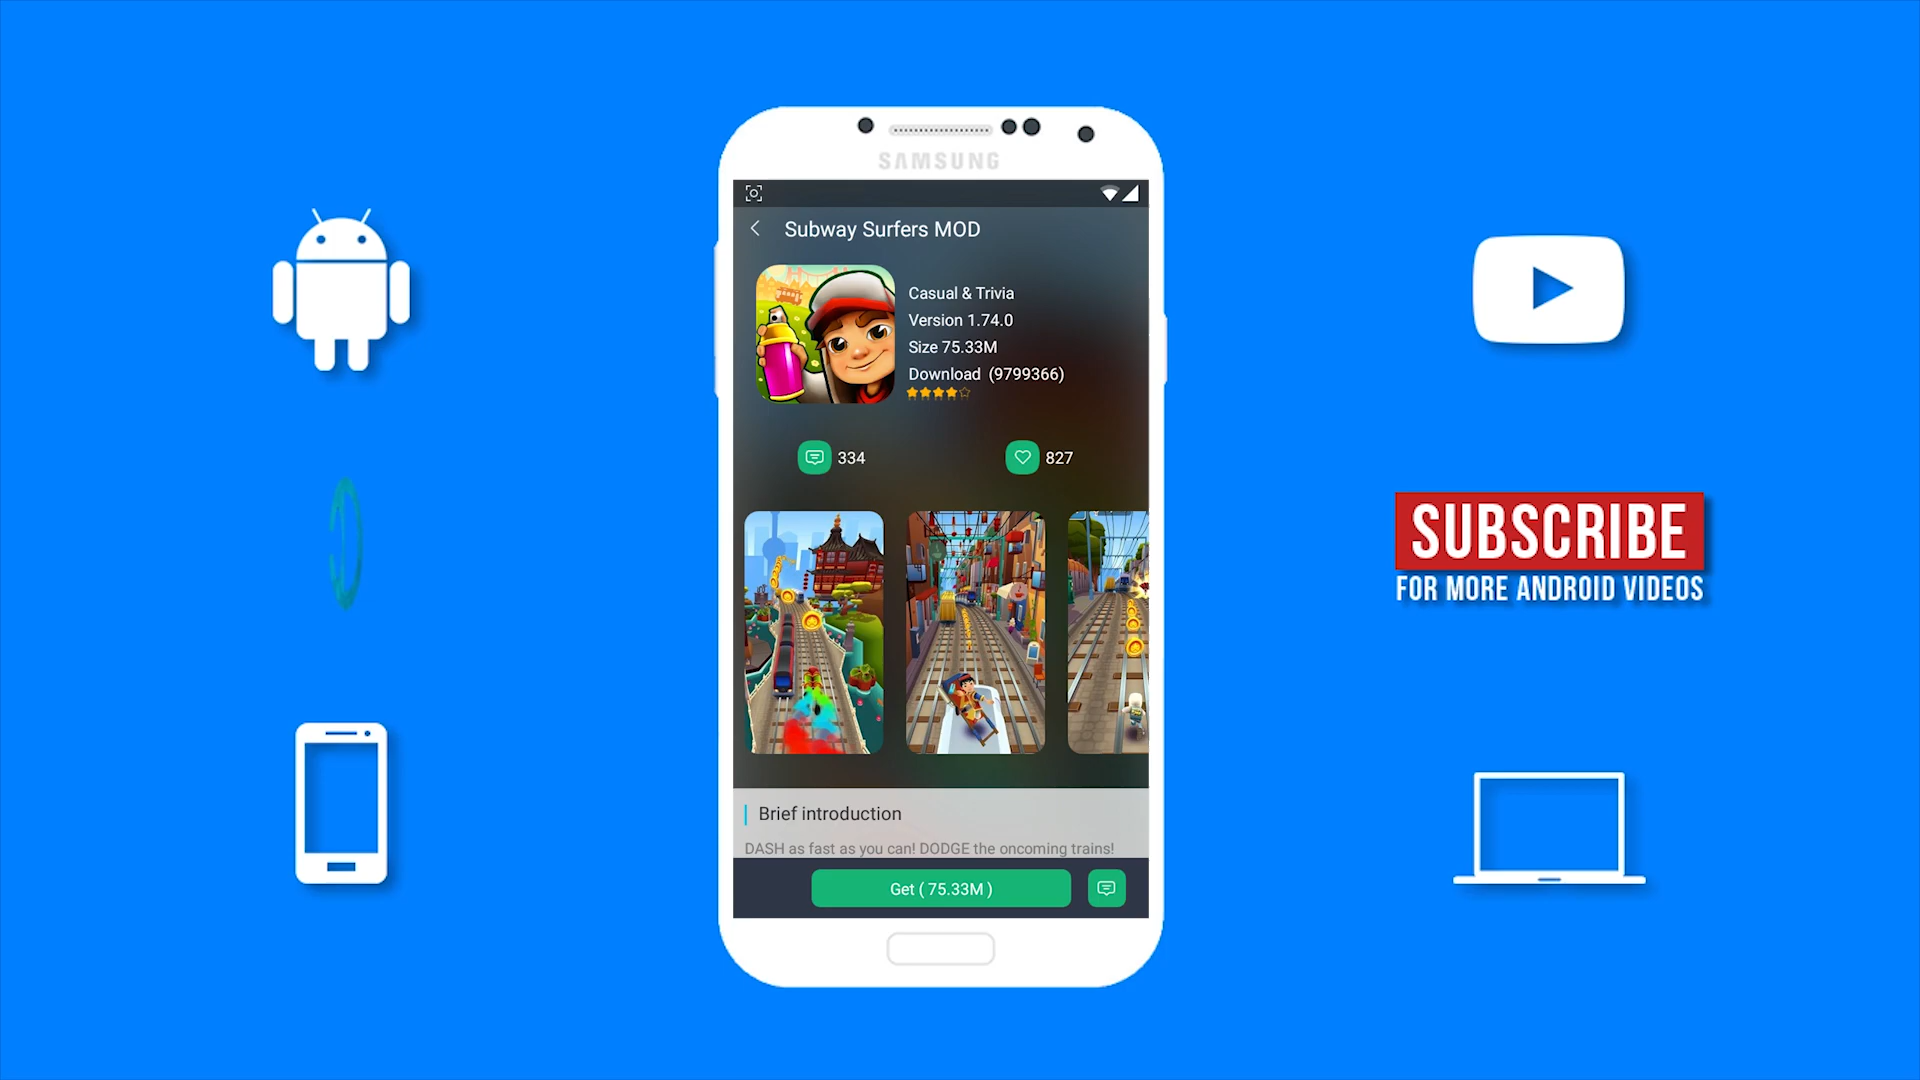 SAMSUNG
Subway Surfers MOD
Casual & Trivia
Version 1.74.0
Size 75.33M
Download (9799366)
334
827
SUBSCRIBE
FOR MORE ANDROID VIDEOS
Brief introduction
DASH as fast as you can! DODGE the oncoming trains!
Get ( 75.33M )